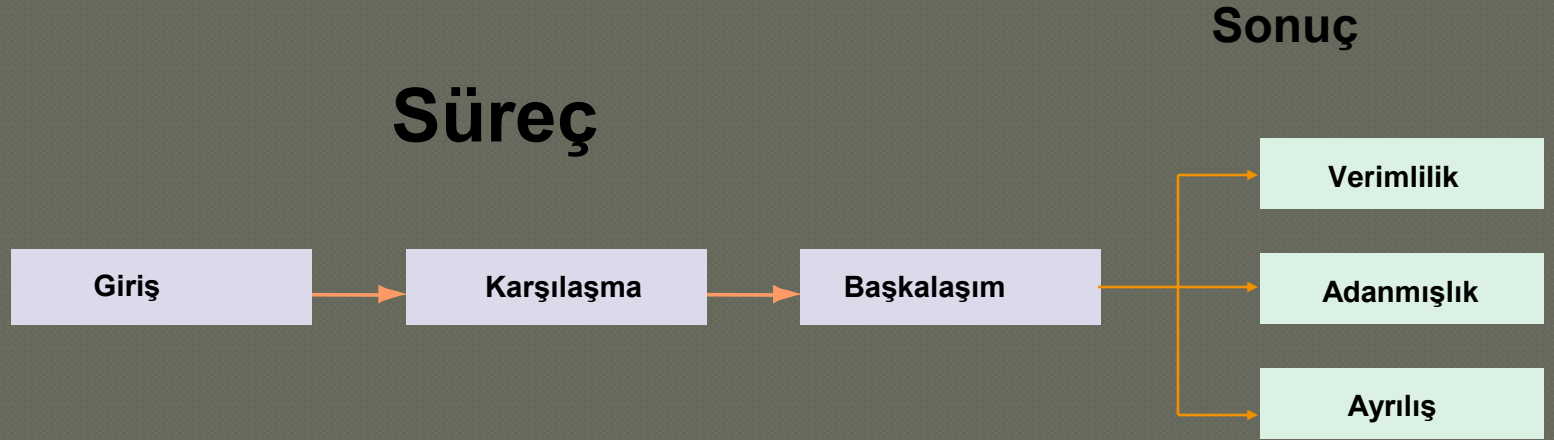 Sonuç
Süreç
Giriş
Karşılaşma
Başkalaşım
Verimlilik
Adanmışlık
Ayrılış